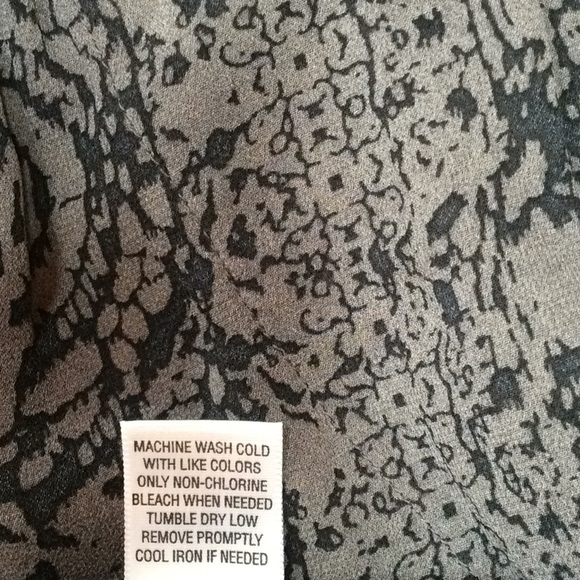 MACHINE WASH COLD
WITH LIKE COLORS
ONLY NON-CHLORINE
BLEACH WHEN NEEDED
TUMBLE DRY LOW
REMOVE PROMPTLY
COOL IRON IF NEEDED